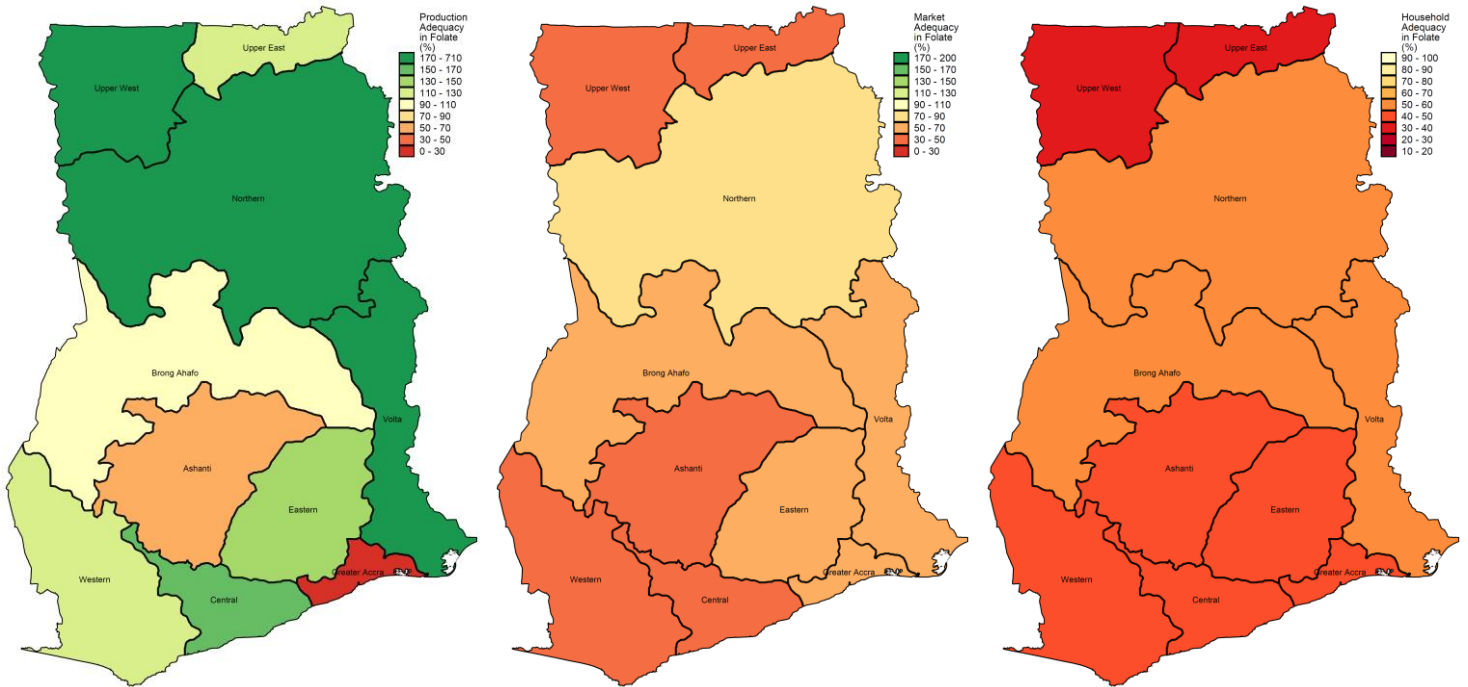 Production
Adequacy
in Folate
(%)
170 - 710
150 - 170
130 - 150
110 - 130
90 - 110
70 - 90
50 - 70
30 - 50
0 - 30
Upper East
Upper West
Northern
Brong Ahafo
Volta
Ashanti
Eastern
Western
Central
Greater Accra
Market
Adequacy
in Folate
(%)
170 - 200
150 - 170
130 - 150
110 - 130
90 - 110
70 - 90
50 - 70
30 - 50
0 - 30
Upper East
Upper West
Northern
Brong Ahafo
Volta
Ashanti
Eastern
Western
Central
Greater Accra
Household
Adequacy
in Folate
(%)
90 - 100
80 - 90
70 - 80
60 - 70
50 - 60
40 - 50
30 - 40
20 - 30
10 - 20
Upper East
Upper West
Northern
Brong Ahafo
Volta
Ashanti
Eastern
Western
Central
Greater Accra